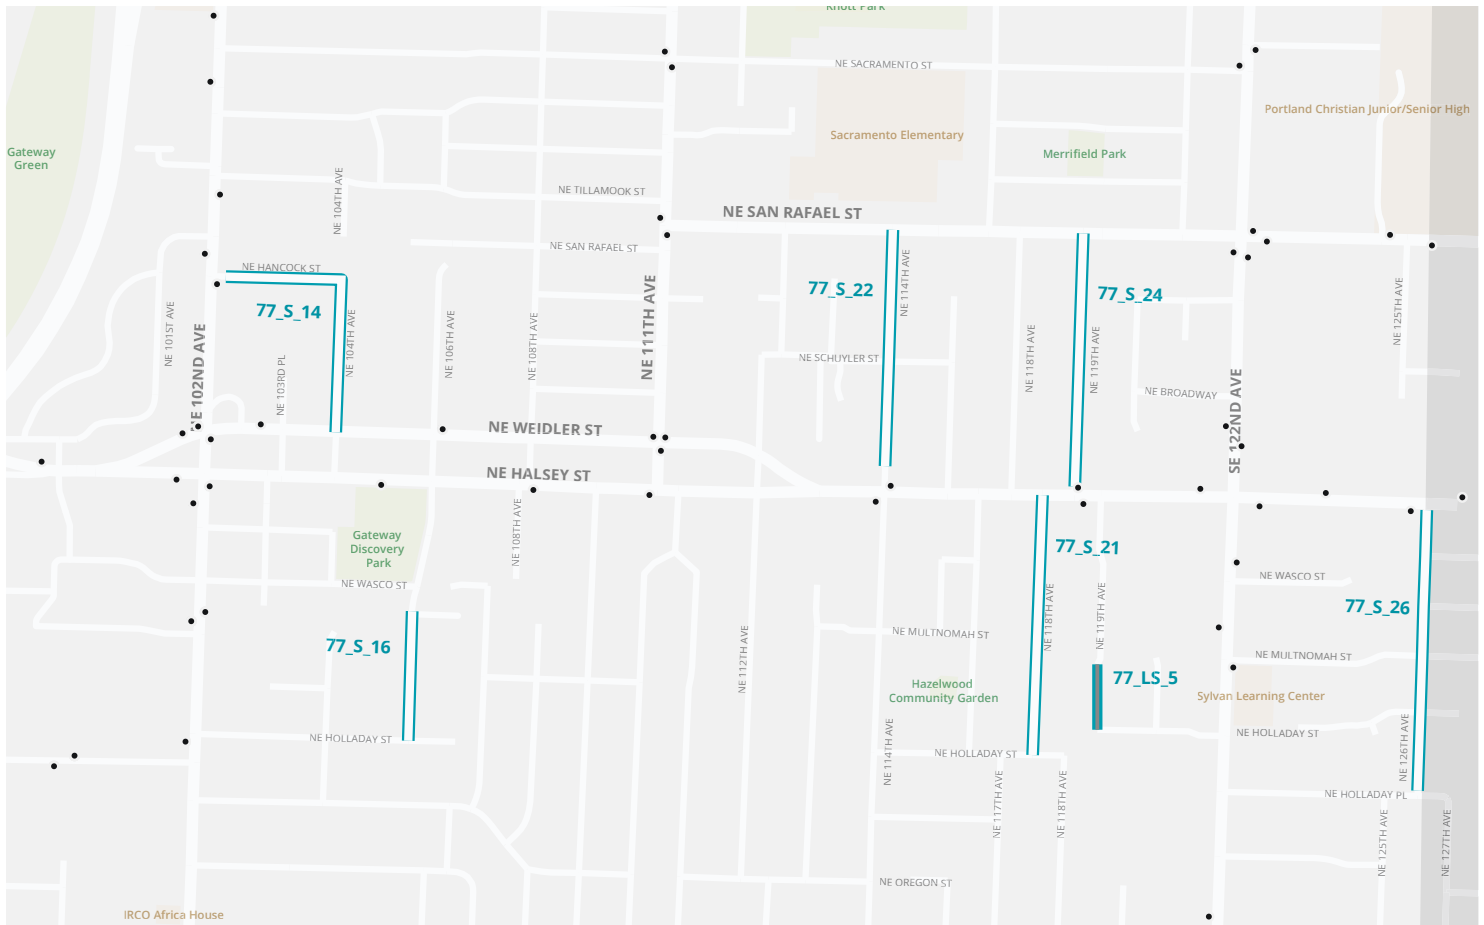 Knott Park
NE SACRAMENTO ST
Portland Christian Junior/Senior High
Sacramento Elementary
Gateway
Green
Merrifield Park
NE TILLAMOOK ST
NE 104TH AVE
NE SAN RAFAEL ST
NE SAN RAFAEL ST
NE HANCOCK ST
77_S_14
77_S_22
77_S_24
NE 114TH AVE
NE 125TH AVE
NE 101ST AVE
NE 102ND AVE
NE 103RD PL
NE 104TH AVE
NE 106TH AVE
NE 108TH AVE
NE 111TH AVE
NE SCHUYLER ST
NE 118TH AVE
NE 119TH AVE
NE BROADWAY
SE 122ND AVE
NE WEIDLER ST
NE HALSEY ST
Gateway
Discovery
Park
NE 108TH AVE
77_S_21
NE WASCO ST
NE WASCO ST
77_S_26
NE 118TH AVE
NE 119TH AVE
NE MULTNOMAH ST
77_S_16
NE 112TH AVE
NE MULTNOMAH ST
77_LS_5
Hazelwood
Community Garden
Sylvan Learning Center
NE HOLLADAY ST
NE HOLLADAY ST
NE HOLLADAY ST
NE 114TH AVE
NE 126TH AVE
NE 117TH AVE
NE 118TH AVE
NE HOLLADAY PL
NE 125TH AVE
NE 127TH AVE
NE OREGON ST
IRCO Africa House